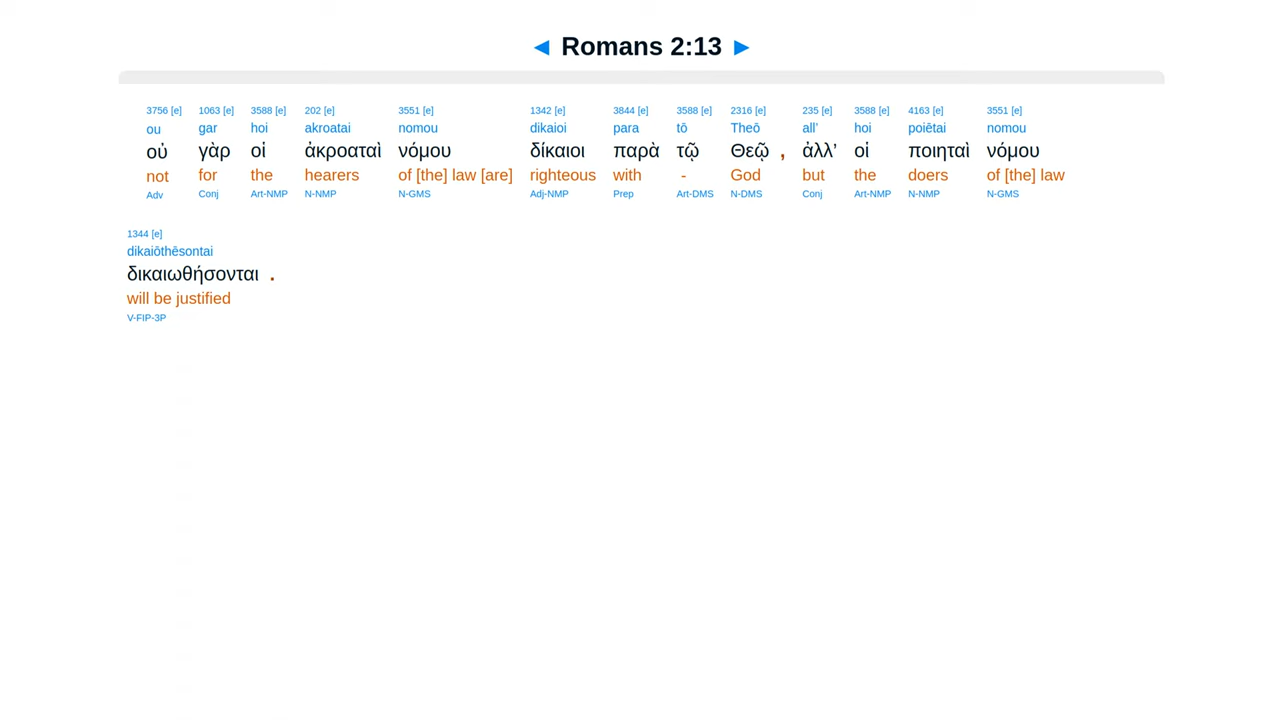 ◄ Romans 2:13 ►
3756 [e] 1063 [e] 3588 [e] 202 [e] 3551 [e] 1342 [e] 3844 [e] 3588 [e] 2316 [e] 235 [e] 3588 [e] 4163 [e] 3551 [e]
ou gar hoi akroatai nomou dikaioi para tō Theō all’ hoi poiētai nomou
οὐ γὰρ οἱ ἀκροαταὶ νόμου δίκαιοι παρὰ τῷ Θεῷ , ἀλλ’ οἱ ποιηταὶ νόμου
not for the hearers of [the] law [are] righteous with - God but the doers of [the] law
Adv Conj Art-NMP N-NMP N-GMS Adj-NMP Prep Art-DMS N-DMS Conj Art-NMP N-NMP N-GMS
1344 [e]
dikaiōthēsontai
δικαιωθήσονται .
will be justified
V-FIP-3P